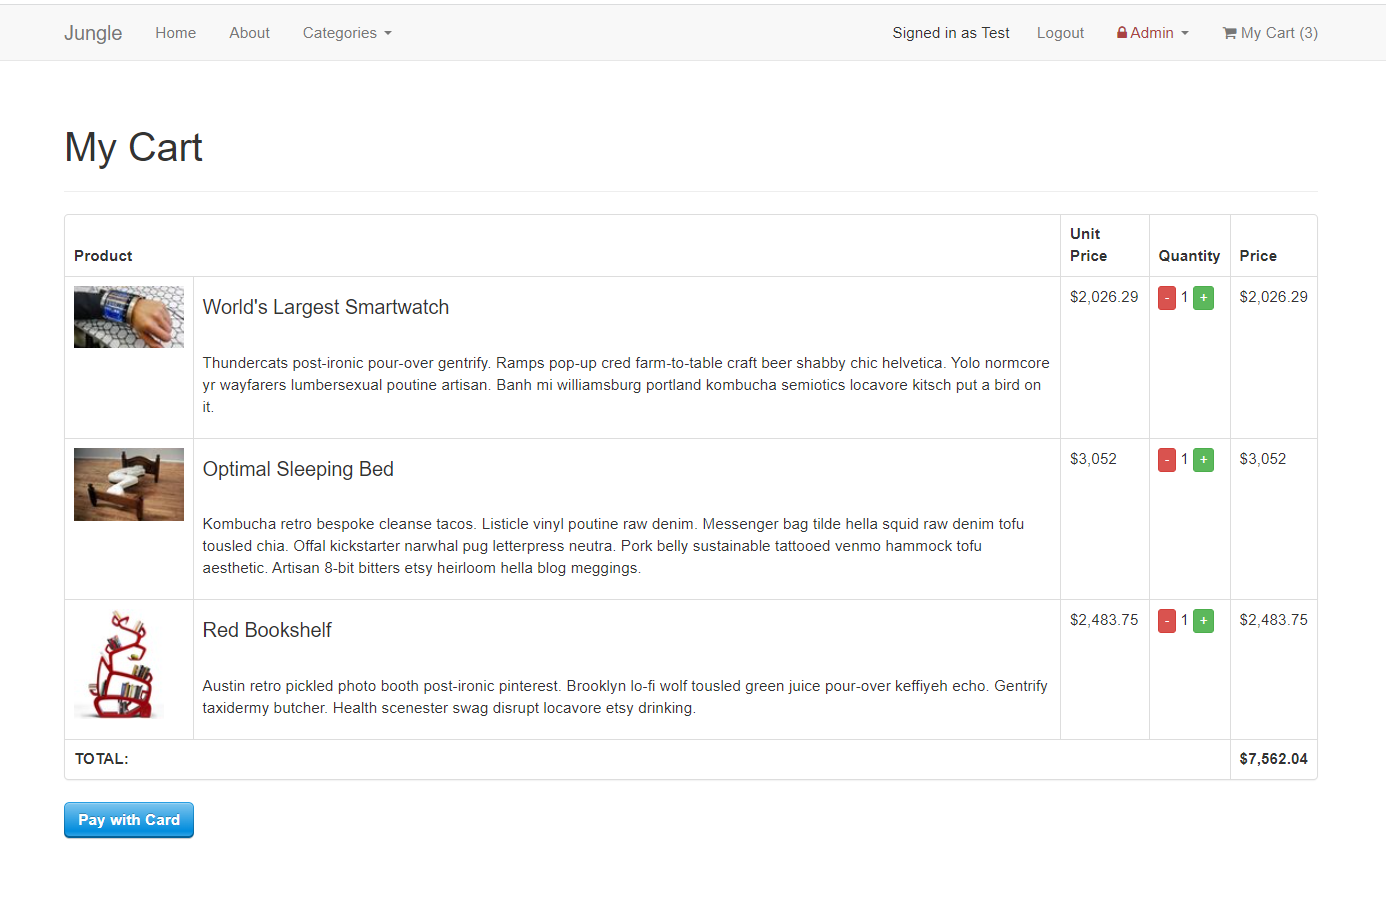 Jungle Home About Categories Signed in as Test Logout Admin My Cart (3)
My Cart
Product Unit Price Quantity Price
World's Largest Smartwatch $2,026.29 - 1 + $2,026.29
Thundercats post-ironic pour-over gentrify. Ramps pop-up cred farm-to-table craft beer shabby chic helvetica. Yolo normcore
yr wayfarers lumbersexual poutine artisan. Banh mi williamsburg portland kombucha semiotics locavore kitsch put a bird on
it.
Optimal Sleeping Bed $3,052 - 1 + $3,052
Kombucha retro bespoke cleanse tacos. Listicle vinyl poutine raw denim. Messenger bag tilde hella squid raw denim tofu
tousled chia. Offal kickstarter narwhal pug letterpress neutra. Pork belly sustainable tattooed venmo hammock tofu
aesthetic. Artisan 8-bit bitters etsy heirloom hella blog meggings.
Red Bookshelf $2,483.75 - 1 + $2,483.75
Austin retro pickled photo booth post-ironic pinterest. Brooklyn lo-fi wolf tousled green juice pour-over keffiyeh echo. Gentrify
taxidermy butcher. Health scenester swag disrupt locavore etsy drinking.
TOTAL: $7,562.04
Pay with Card